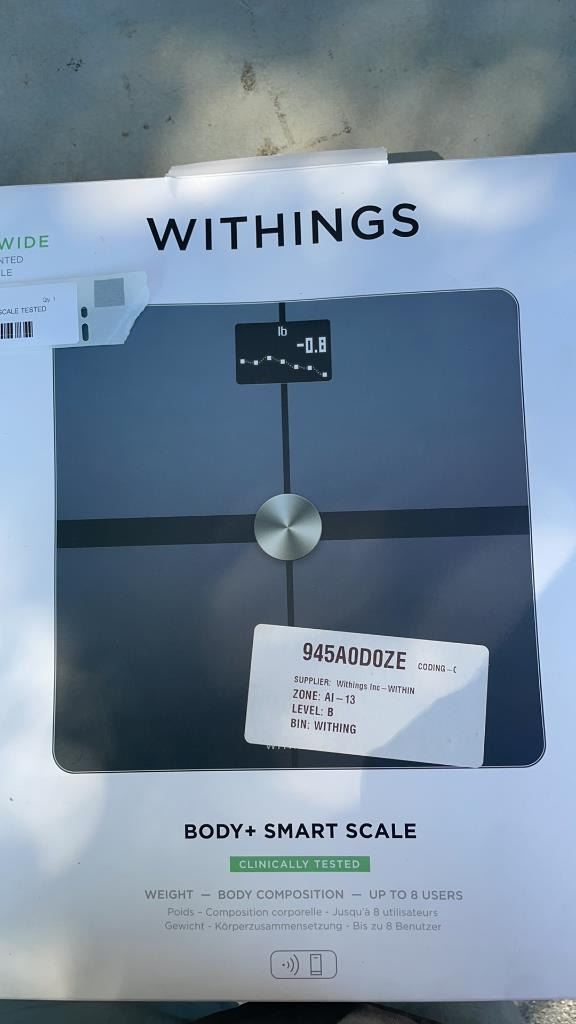 WITHINGS
WIDE
NTED
LE
Qty. 1
SCALE TESTED
lb
-0.8
945A0D0ZE CODING-C
SUPPLIER: Withings Inc-WITHIN
ZONE: AI-13
LEVEL: B
BIN: WITHING
BODY+ SMART SCALE
CLINICALLY TESTED
WEIGHT — BODY COMPOSITION — UP TO 8 USERS
Poids - Composition corporelle - Jusqu'à 8 utilisateurs
Gewicht - Körperzusammensetzung - Bis zu 8 Benutzer